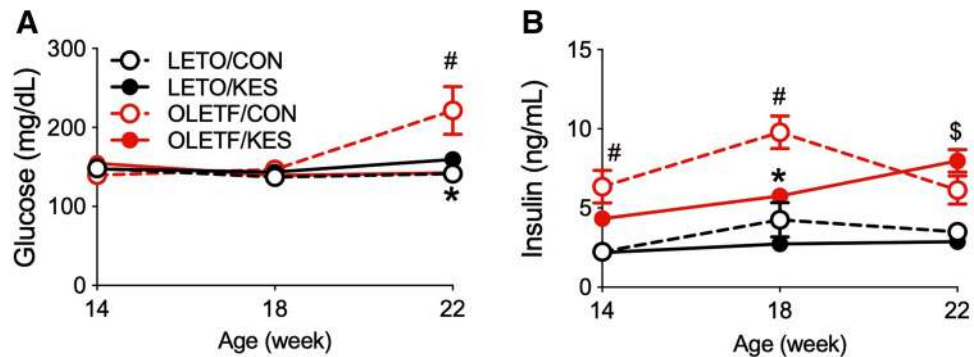 A
Glucose (mg/dL)
300
200
100
0
LETO/CON
LETO/KES
OLETF/CON
OLETF/KES
#
*
14
18
22
Age (week)
B
Insulin (ng/mL)
15
10
5
0
#
#
*
$
14
18
22
Age (week)